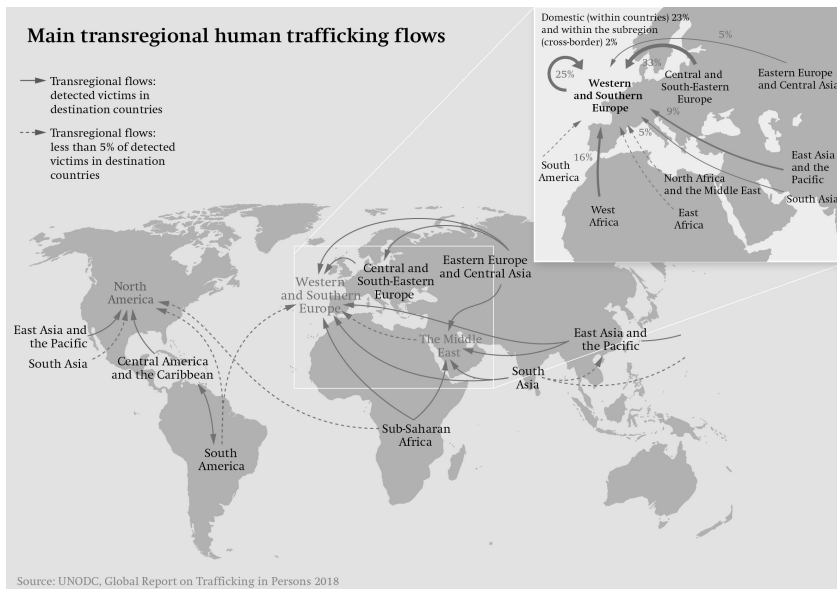 Main transregional human trafficking flows
Transregional flows:
detected victims in
destination countries
Transregional flows:
less than 5% of detected
victims in destination
countries
Domestic (within countries) 23%
and within the subregion
(cross-border) 2%
5%
25%
33%
Western
and Southern
Europe
Central and
South-Eastern
Europe
Eastern Europe
and Central Asia
9%
5%
16%
South
America
East Asia
and the
Pacific
North Africa
and the Middle East
South Asia
West
Africa
East
Africa
North
America
Western
and Southern
Europe
Central and
South-Eastern
Europe
Eastern Europe
and Central Asia
East Asia and
the Pacific
South Asia
Central America
and the Caribbean
The Middle
East
East Asia and
the Pacific
South
Asia
Sub-Saharan
Africa
South
America
Source: UNODC, Global Report on Trafficking in Persons 2018